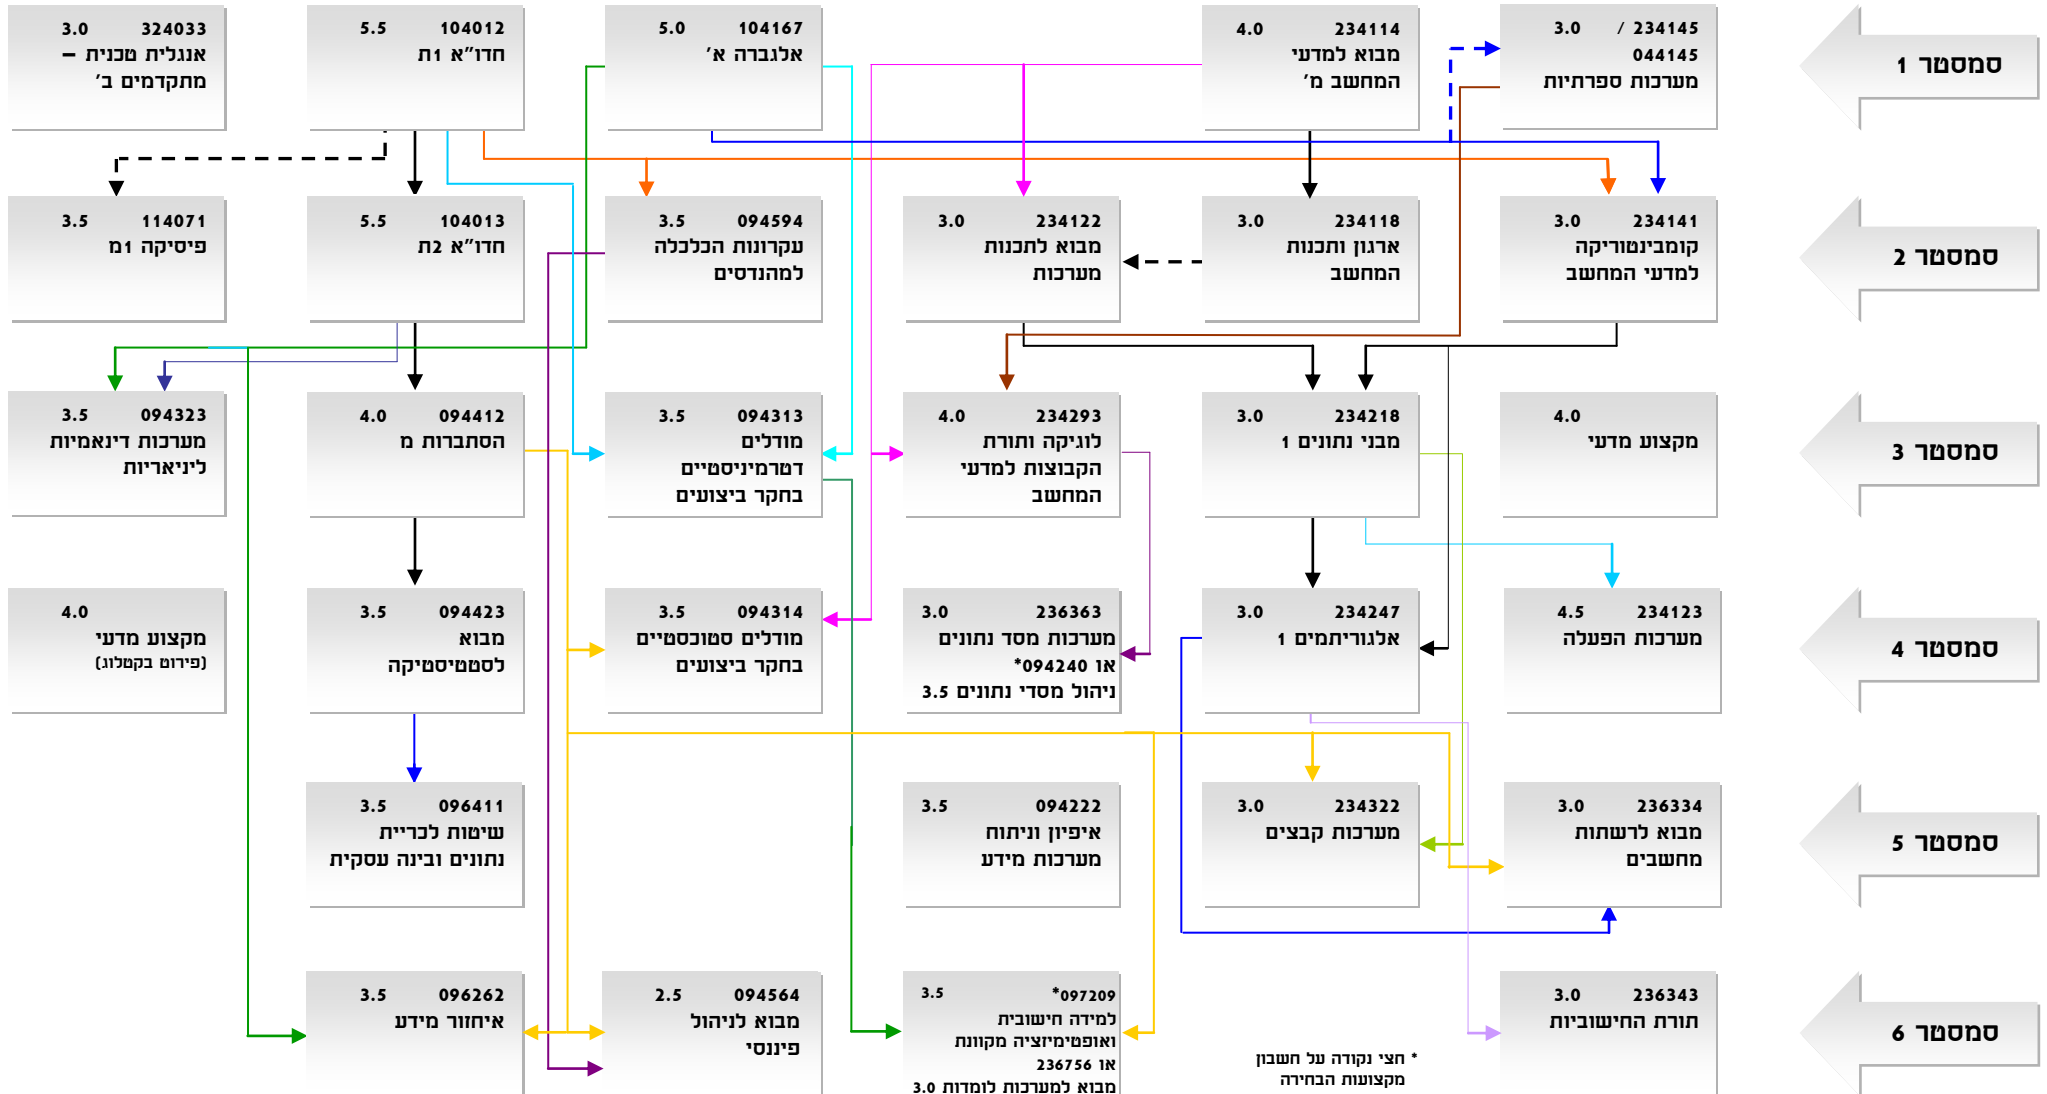 סמסטר 1
234145 / 3.0
044145
מערכות ספרתיות
234114 4.0
מבוא למדעי
המחשב מ'
104167 5.0
אלגברה א'
104012 5.5
חדו"א 1ת
324033 3.0
אנגלית טכנית –
מתקדמים ב'
סמסטר 2
234141 3.0
קומבינטוריקה
למדעי המחשב
234118 3.0
ארגון ותכנות
המחשב
234122 3.0
מבוא לתכנות
מערכות
094594 3.5
עקרונות הכלכלה
למהנדסים
104013 5.5
חדו"א 2ת
114071 3.5
פיסיקה 1מ
סמסטר 3
4.0
מקצוע מדעי
234218 3.0
מבני נתונים 1
234293 4.0
לוגיקה ותורת
הקבוצות למדעי
המחשב
094313 3.5
מודלים
דטרמיניסטיים
בחקר ביצועים
094412 4.0
הסתברות מ
094323 3.5
מערכות דינאמיות
ליניאריות
סמסטר 4
234123 4.5
מערכות הפעלה
234247 3.0
אלגוריתמים 1
236363 3.0
מערכות מסד נתונים
או 094240*
ניהול מסדי נתונים 3.5
094314 3.5
מודלים סטוכסטיים
בחקר ביצועים
094423 3.5
מבוא
לסטטיסטיקה
4.0
מקצוע מדעי
(פירוט בקטלוג)
סמסטר 5
236334 3.0
מבוא לרשתות
מחשבים
234322 3.0
מערכות קבצים
094222 3.5
איפיון וניתוח
מערכות מידע
096411 3.5
שיטות לכריית
נתונים ובינה עסקית
סמסטר 6
236343 3.0
תורת החישוביות
* חצי נקודה על חשבון
מקצועות הבחירה
097209* 3.5
למידה חישובית
ואופטימיזציה מקוונת
או 236756
מבוא למערכות לומדות 3.0
094564 2.5
מבוא לניהול
פיננסי
096262 3.5
איחזור מידע